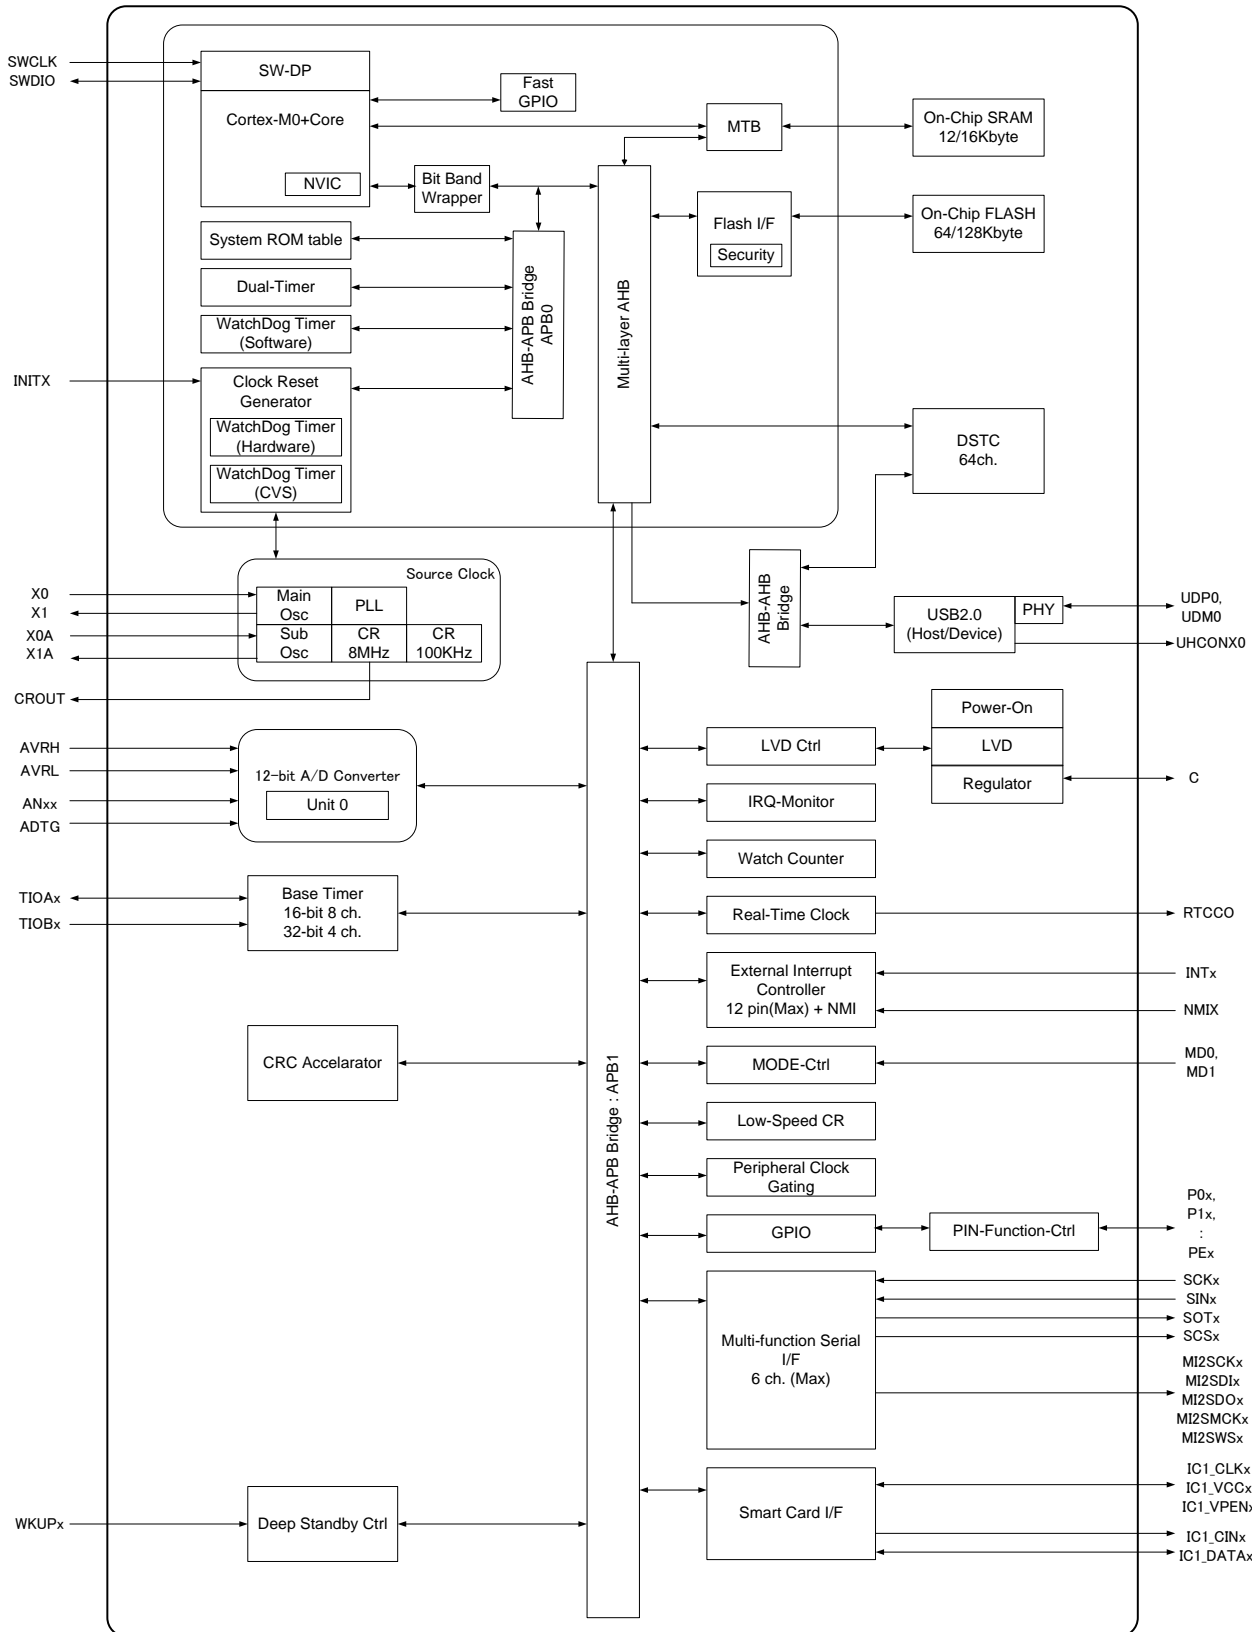 SWCLK
SWDIO
SW-DP
Cortex-M0+Core
NVIC
Fast
GPIO
MTB
On-Chip SRAM
12/16Kbyte
Bit Band
Wrapper
Flash I/F
Security
On-Chip FLASH
64/128Kbyte
System ROM table
Dual-Timer
WatchDog Timer
(Software)
AHB-APB Bridge
APB0
Multi-layer AHB
INITX
Clock Reset
Generator
WatchDog Timer
(Hardware)
WatchDog Timer
(CVS)
DSTC
64ch.
Source Clock
X0
X1
X0A
X1A
Main
Osc
PLL
Sub
Osc
CR
8MHz
CR
100KHz
CROUT
AHB-AHB
Bridge
USB2.0
(Host/Device)
PHY
UDP0,
UDM0
UHCONX0
AVRH
AVRL
ANxx
ADTG
12-bit A/D Converter
Unit 0
LVD Ctrl
Power-On
LVD
Regulator
C
IRQ-Monitor
Watch Counter
TIOAx
TIOBx
Base Timer
16-bit 8 ch.
32-bit 4 ch.
Real-Time Clock
RTCCO
External Interrupt
Controller
12 pin(Max) + NMI
INTx
NMIX
CRC Accelarator
AHB-APB Bridge : APB1
MODE-Ctrl
MD0,
MD1
Low-Speed CR
Peripheral Clock
Gating
GPIO
PIN-Function-Ctrl
P0x,
P1x,
:
PEx
Multi-function Serial
I/F
6 ch. (Max)
SCKx
SINx
SOTx
SCSx
MI2SCKx
MI2SDIx
MI2SDOx
MI2SMCKx
MI2SWSx
WKUPx
Deep Standby Ctrl
Smart Card I/F
IC1_CLKx
IC1_VCCx
IC1_VPENx
IC1_CINx
IC1_DATAx